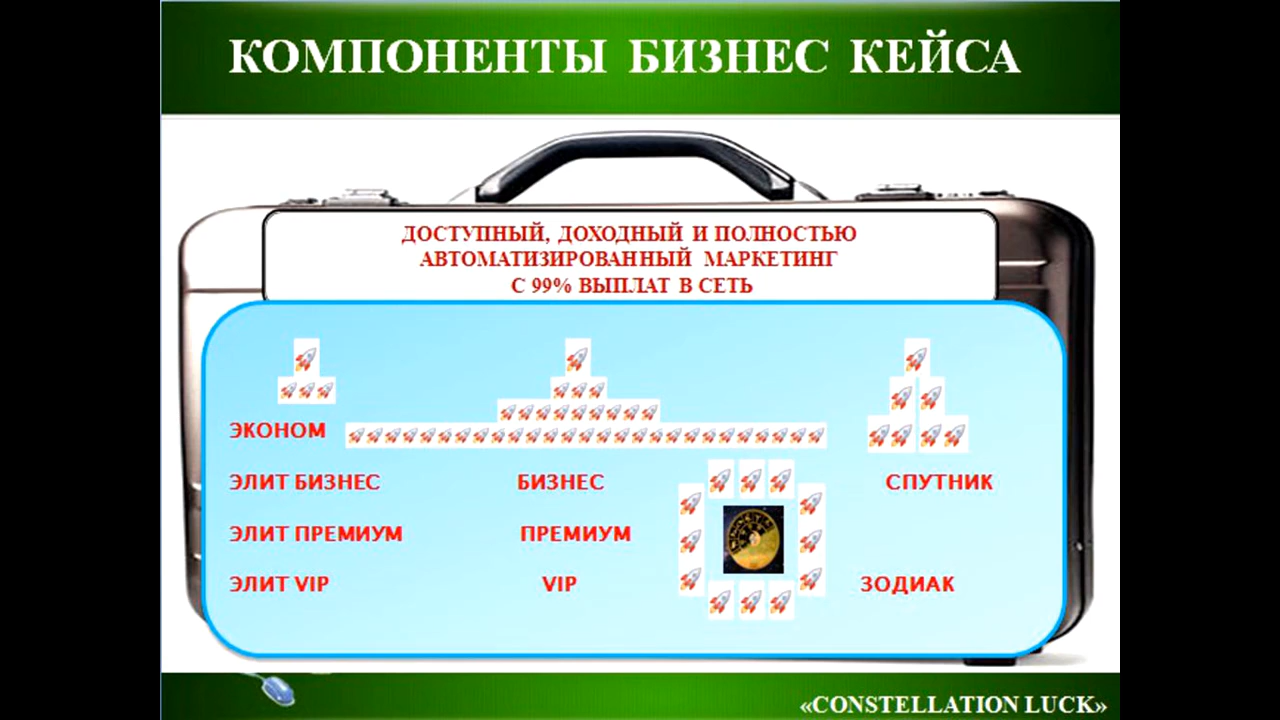 КОМПОНЕНТЫ БИЗНЕС КЕЙСА
ДОСТУПНЫЙ, ДОХОДНЫЙ И ПОЛНОСТЬЮ
АВТОМАТИЗИРОВАННЫЙ МАРКЕТИНГ
С 99% ВЫПЛАТ В СЕТЬ
ЭКОНОМ
ЭЛИТ БИЗНЕС БИЗНЕС СПУТНИК
ЭЛИТ ПРЕМИУМ ПРЕМИУМ
ЭЛИТ VIP VIP ЗОДИАК
«CONSTELLATION LUCK»